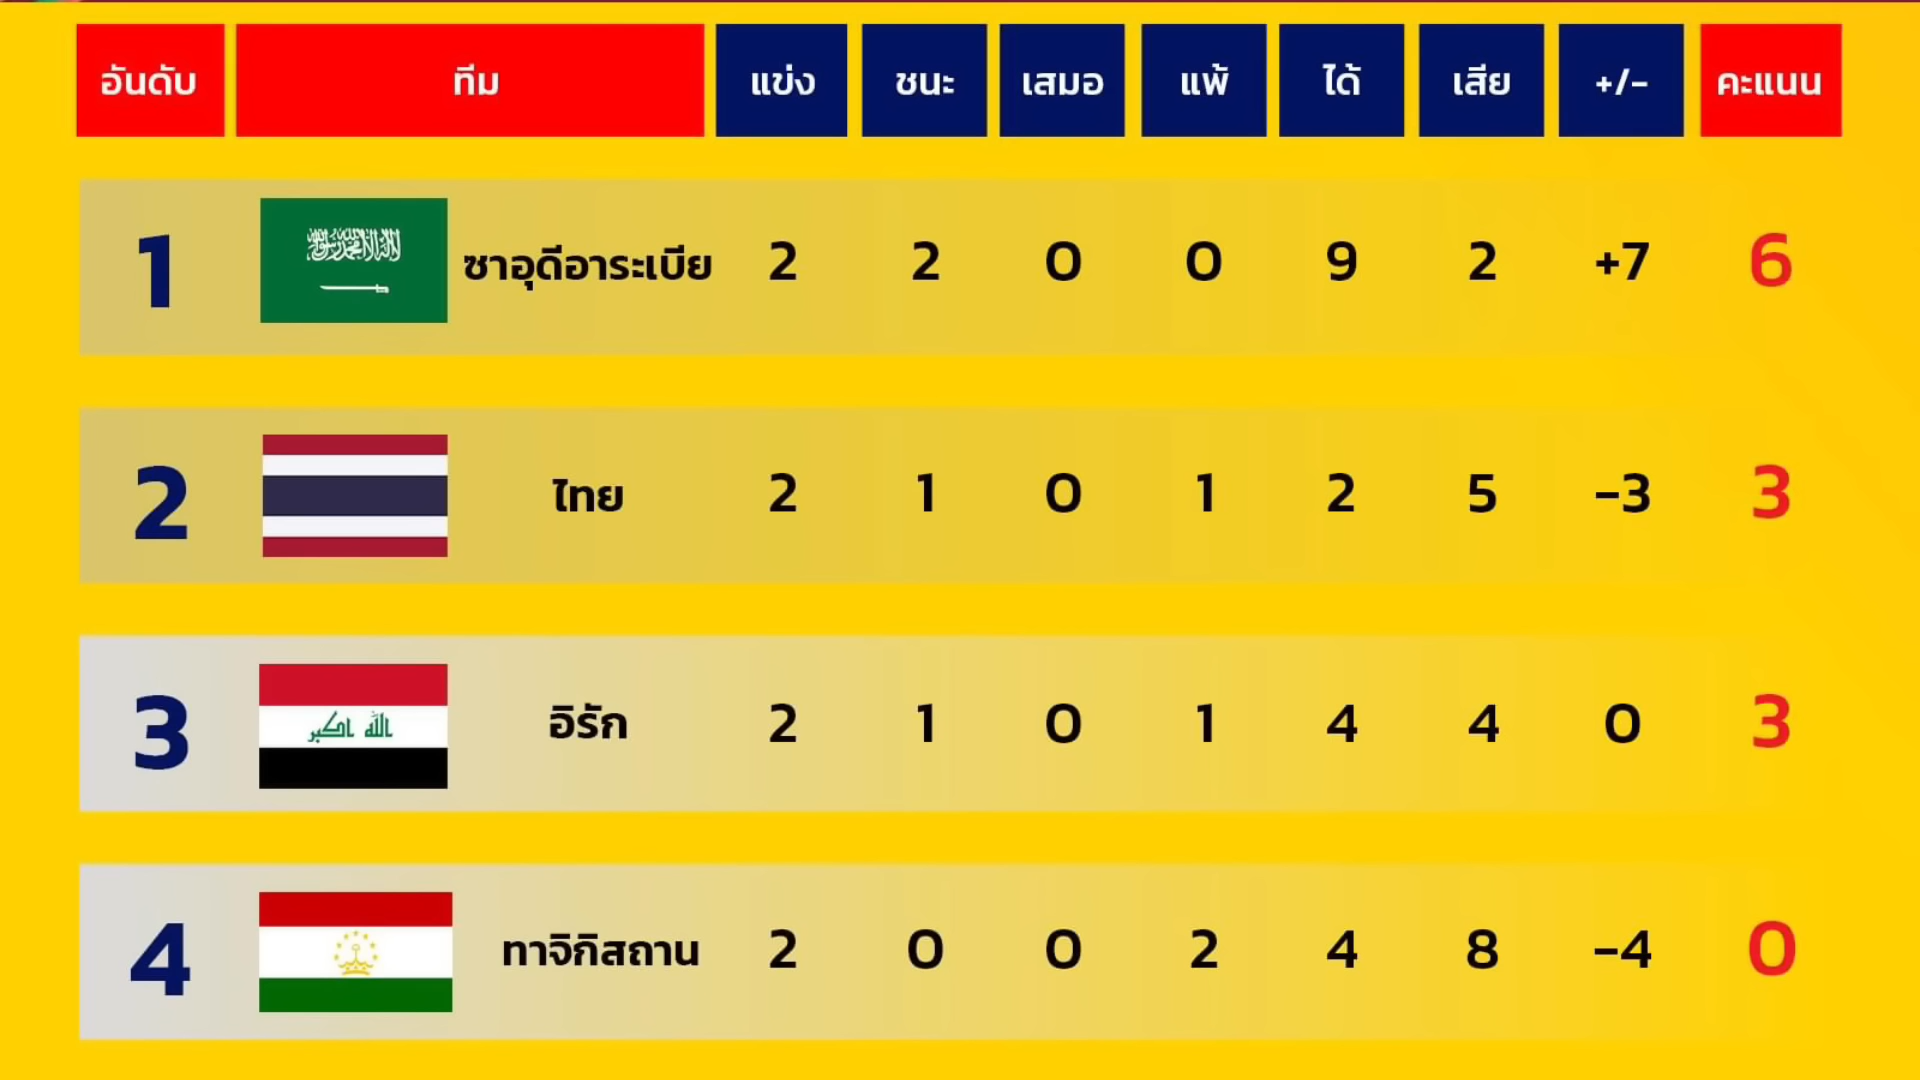 อันดับ ทีม แข่ง ชนะ เสมอ แพ้ ได้ เสีย +/- คะแนน
1 ซาอุดีอาระเบีย 2 2 0 0 9 2 +7 6
2 ไทย 2 1 0 1 2 5 -3 3
3 الله اكبر อิรัก 2 1 0 1 4 4 0 3
4 ทาจิกิสถาน 2 0 0 2 4 8 -4 0